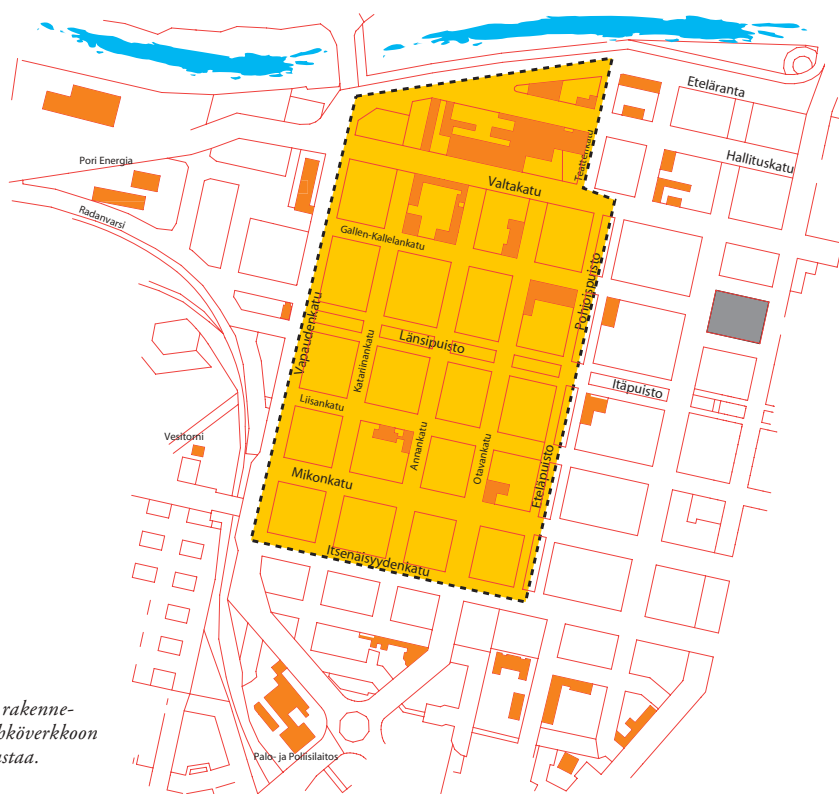 Eteläranta
Hallituskatu
Pori Energia
Teatterikatu
Valtakatu
Radanvarsi
Gallen-Kallelankatu
Pohjoispuisto
Vapaudenkatu
Länsipuisto
Katariinankatu
Itäpuisto
Liisankatu
Vesitorni
Annankatu
Otavankatu
Eteläpuisto
Mikonkatu
Itsenäisyydenkatu
rakenne-
hköverkkoon
staa.
Palo- ja Poliisilaitos